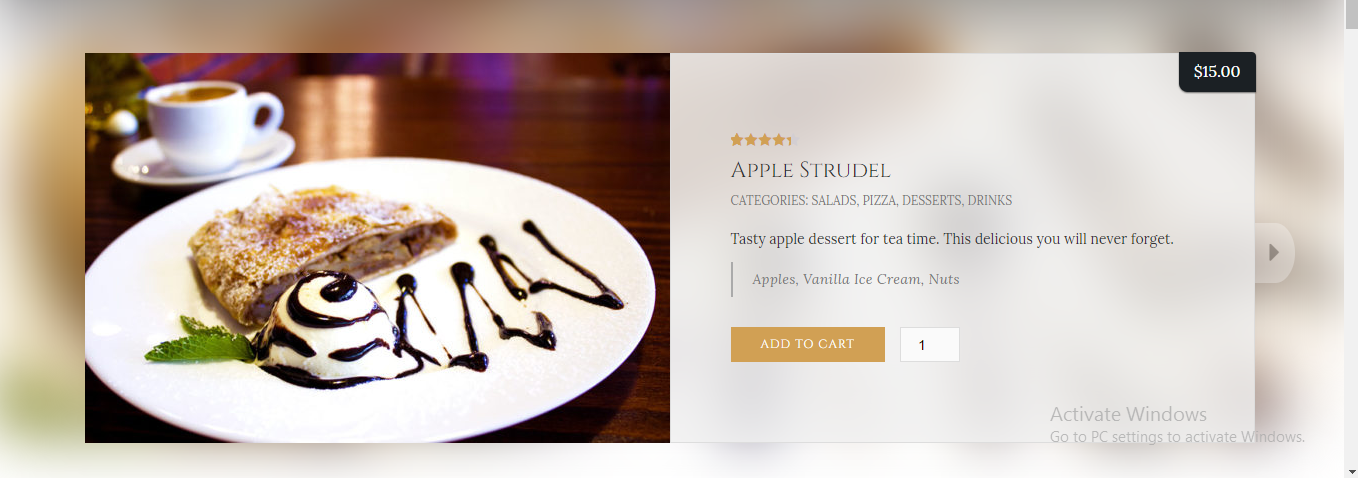 $15.00
Apple Strudel
CATEGORIES: SALADS, PIZZA, DESSERTS, DRINKS
Tasty apple dessert for tea time. This delicious you will never forget.
Apples, Vanilla Ice Cream, Nuts
ADD TO CART 1
Activate Windows
Go to PC settings to activate Windows.